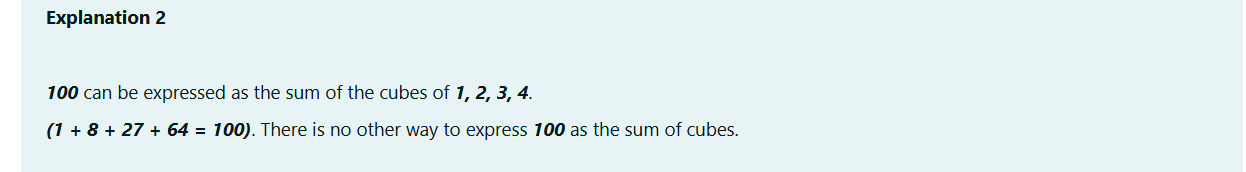 Explanation 2
100 can be expressed as the sum of the cubes of 1, 2, 3, 4.
(1 + 8 + 27 + 64 = 100). There is no other way to express 100 as the sum of cubes.